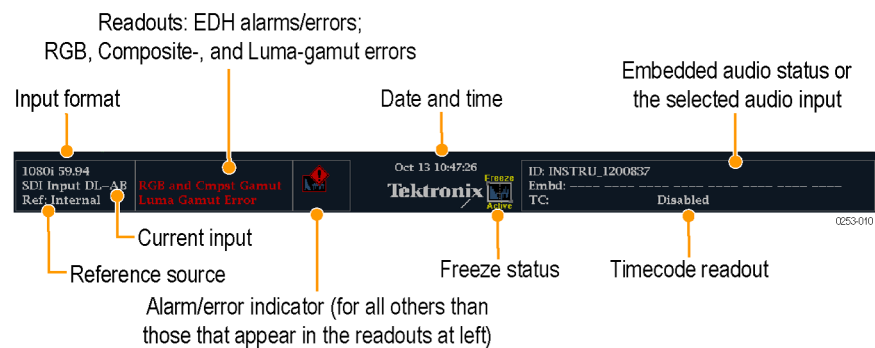 Readouts: EDH alarms/errors;
RGB, Composite-, and Luma-gamut errors
Embedded audio status or
the selected audio input
Input format
Date and time
1080i 59.94
SDI Input DL-AB
Ref: Internal
RGB and Cmpst Gamut
Luma Gamut Error
Oct 13 10:47:26
Tektronix
Freeze
Active
ID: INSTRU_1200837
Embd: ---- ---- ---- ---- ---- ---- ---- ----
TC: Disabled
0253-010
Current input
Reference source
Freeze status
Timecode readout
Alarm/error indicator (for all others than
those that appear in the readouts at left)